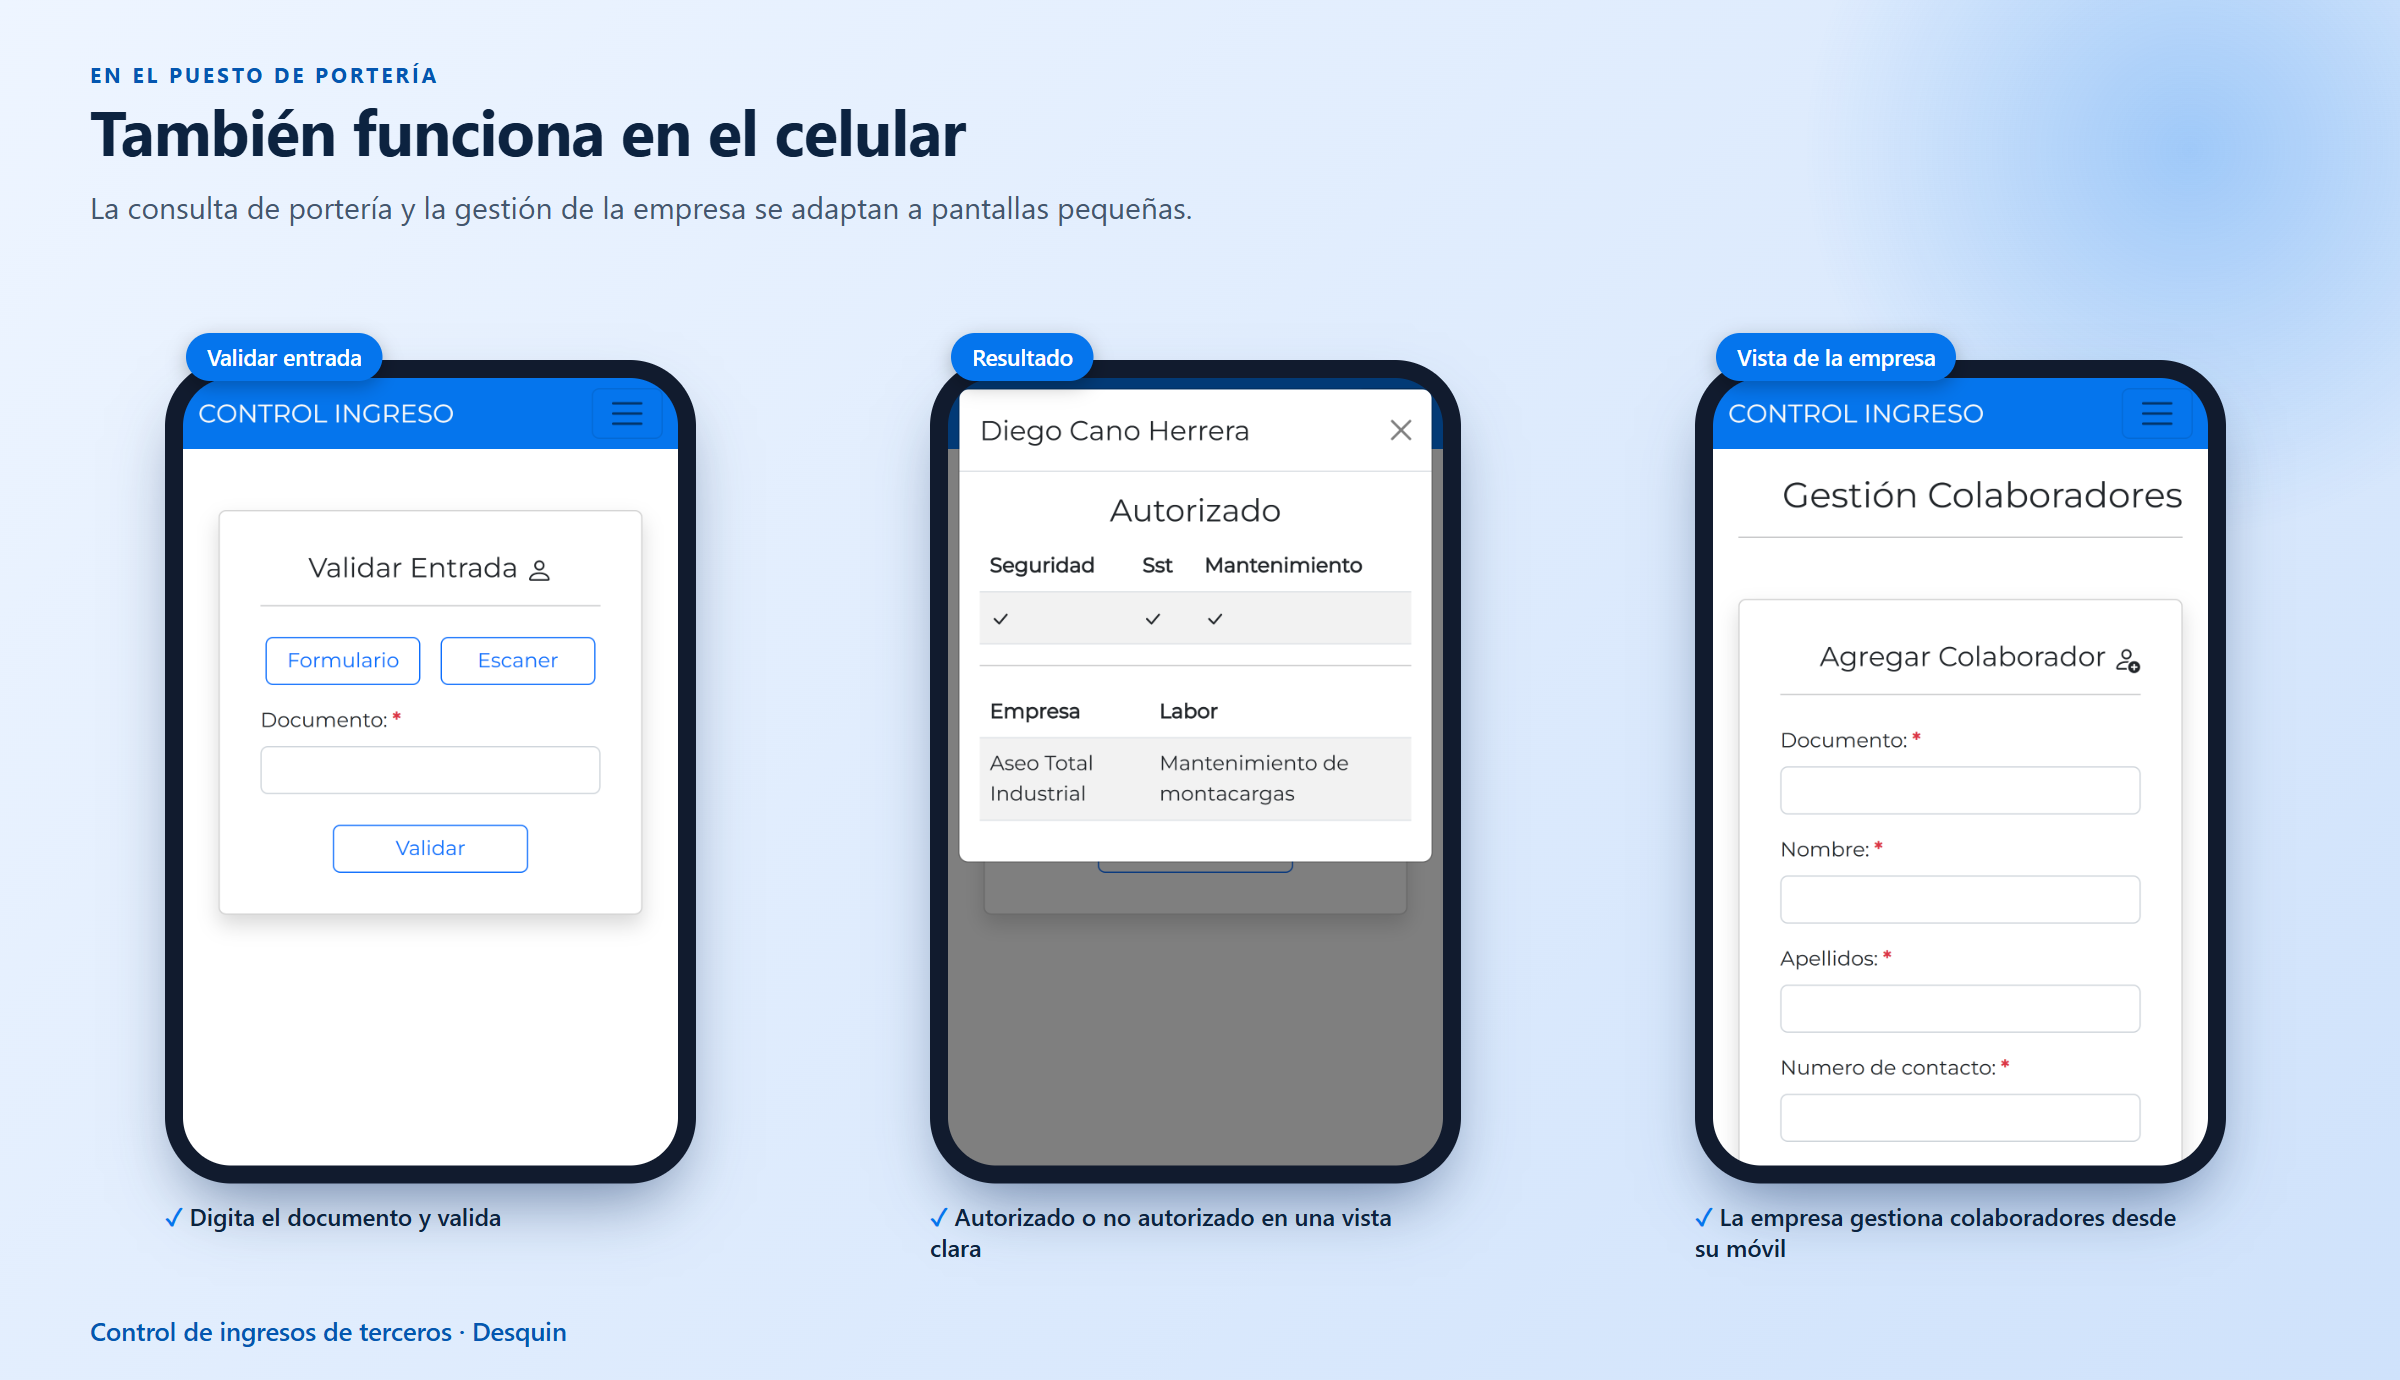 EN EL PUESTO DE PORTERÍA
También funciona en el celular
La consulta de portería y la gestión de la empresa se adaptan a pantallas pequeñas.
Validar entrada
CONTROL INGRESO
Validar Entrada
Formulario Escaner
Documento: *
Validar
✓ Digita el documento y valida
Resultado
Diego Cano Herrera
Autorizado
Seguridad Sst Mantenimiento
✓ ✓ ✓
Empresa Labor
Aseo Total Mantenimiento de
Industrial montacargas
✓ Autorizado o no autorizado en una vista
clara
Vista de la empresa
CONTROL INGRESO
Gestión Colaboradores
Agregar Colaborador
Documento: *
Nombre: *
Apellidos: *
Numero de contacto: *
✓ La empresa gestiona colaboradores desde
su móvil
Control de ingresos de terceros · Desquin